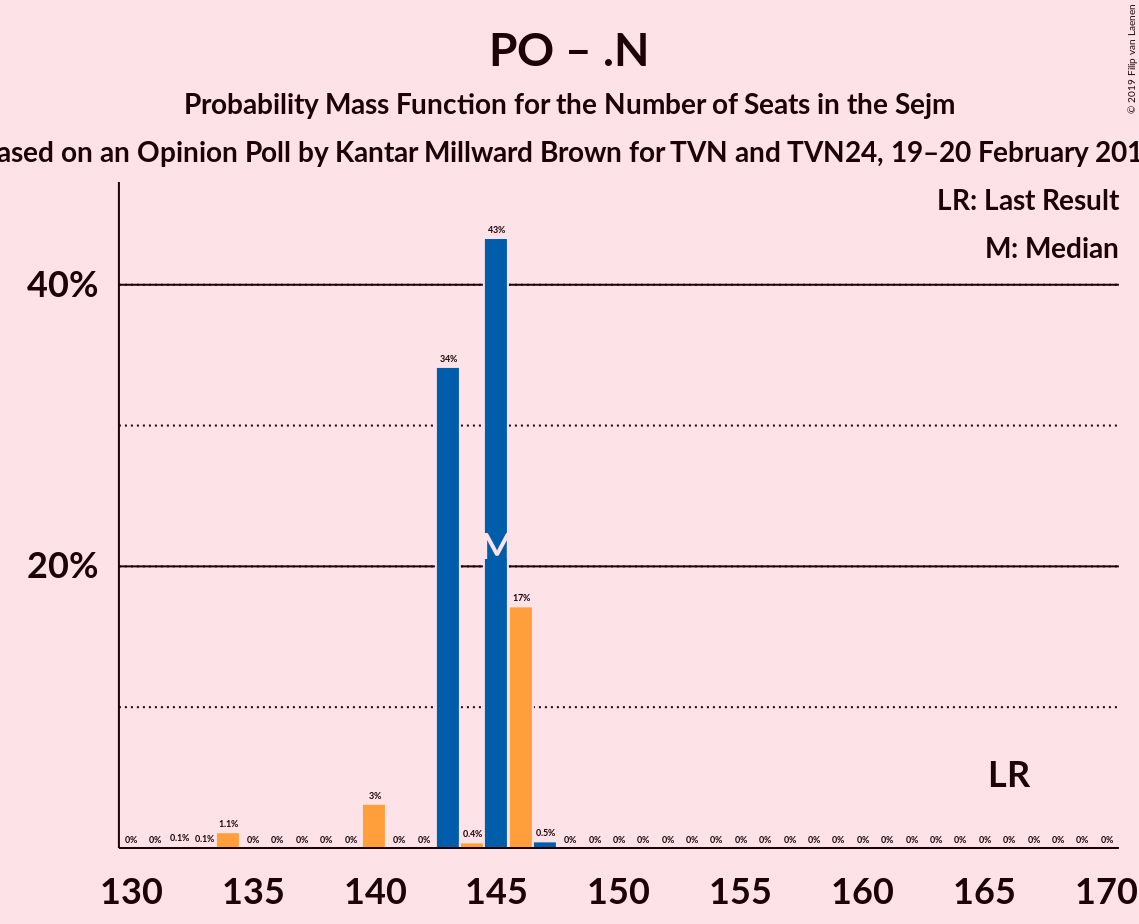 PO – .N
Probability Mass Function for the Number of Seats in the Sejm
ased on an Opinion Poll by Kantar Millward Brown for TVN and TVN24, 19–20 February 201
© 2019 Filip van Laenen
LR: Last Result
M: Median
40%
20%
0% 0% 0.1% 0.1% 1.1% 0% 0% 0% 0% 0% 3% 0% 0% 34% 0.4% 43% 17% 0.5% 0% 0% 0% 0% 0% 0% 0% 0% 0% 0% 0% 0% 0% 0% 0% 0% 0% 0% 0% 0% 0% 0% 0%
M
LR
130 135 140 145 150 155 160 165 170